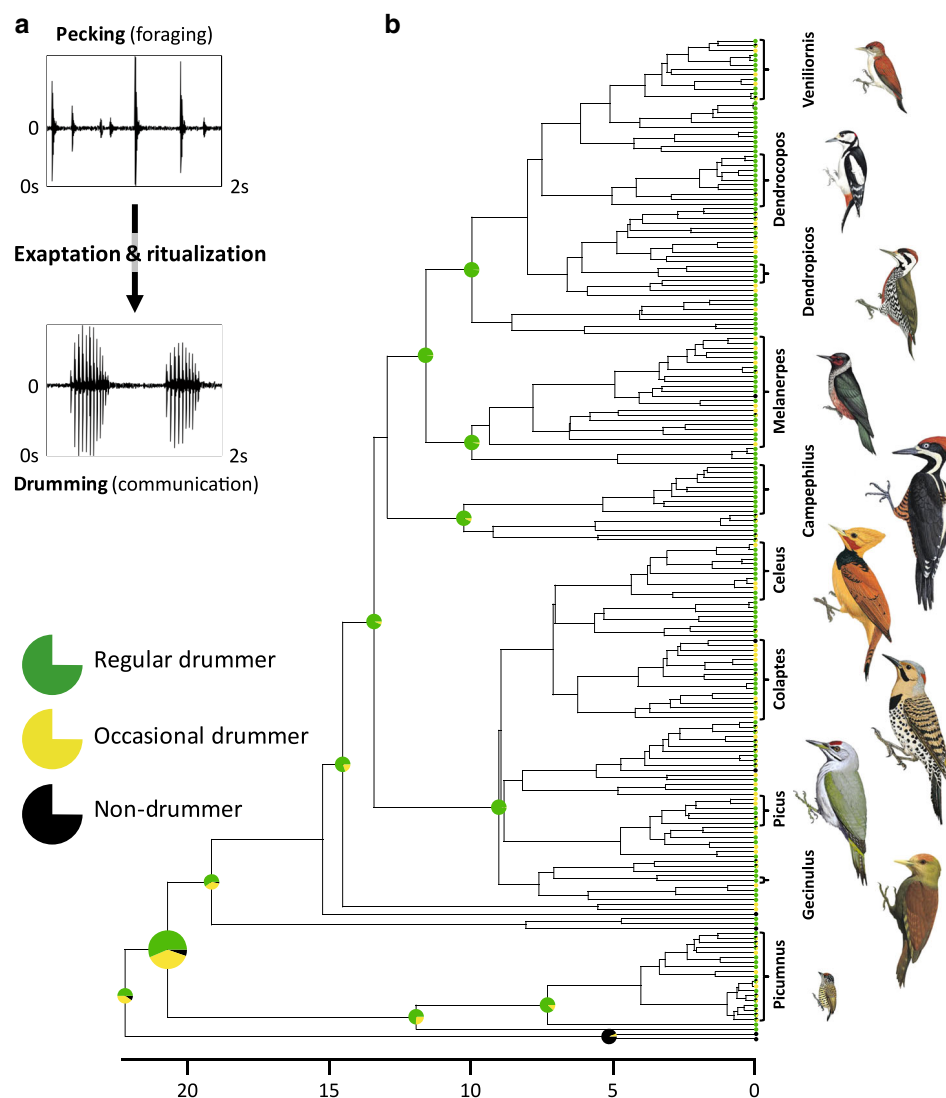 a
Pecking (foraging)
0
0s
2s
Exaptation & ritualization
0
0s
2s
Drumming (communication)
Regular drummer
Occasional drummer
Non-drummer
b
Veniliornis
Dendrocopos
Dendropicos
Melanerpes
Campephilus
Celeus
Colaptes
Picus
Gecinulus
Picumnus
20
15
10
5
0